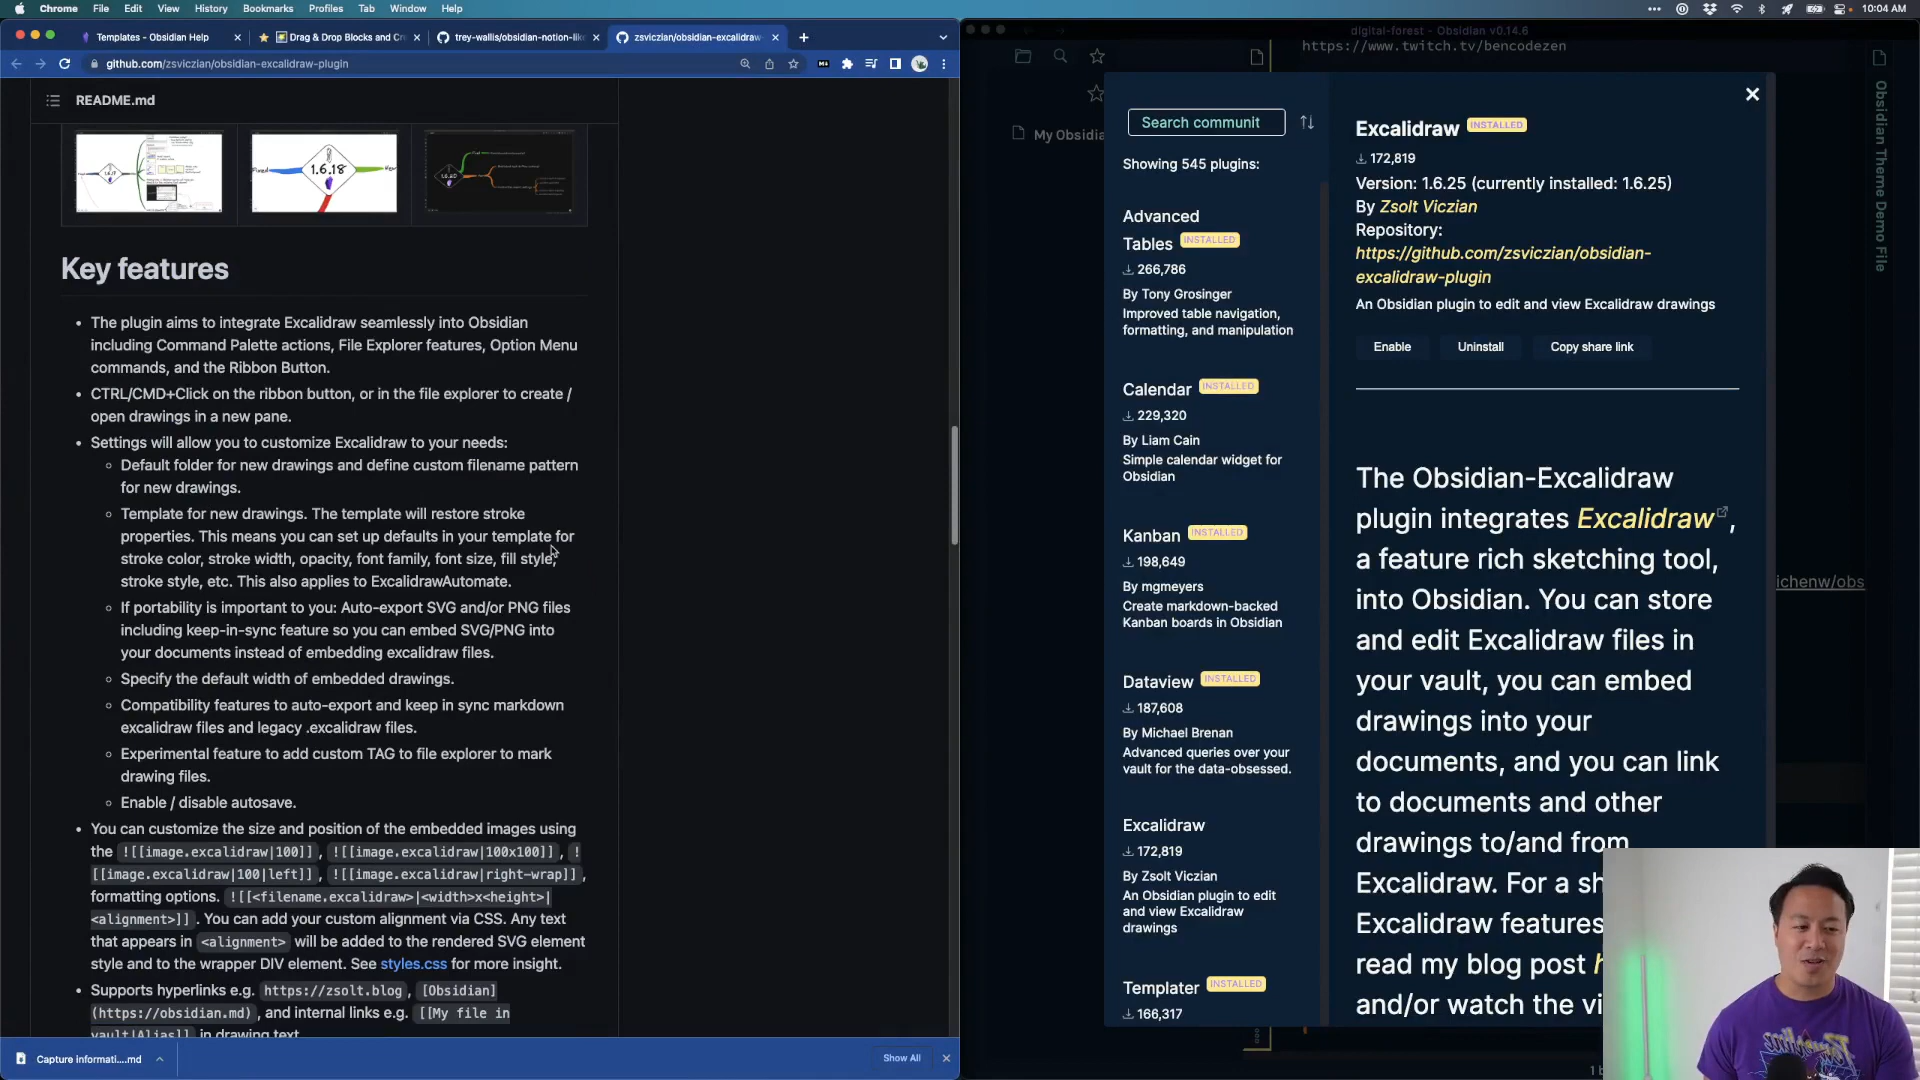 Chrome File Edit View History Bookmarks Profiles Tab Window Help 10:04 AM
Templates - Obsidian Help
Drag & Drop Blocks and Cr
trey-wallis/obsidian-notion-lik
zsviczian/obsidian-excalidraw-
github.com/zsviczian/obsidian-excalidraw-plugin
README.md
1.6.18
Key features
• The plugin aims to integrate Excalidraw seamlessly into Obsidian
including Command Palette actions, File Explorer features, Option Menu
commands, and the Ribbon Button.
• CTRL/CMD+Click on the ribbon button, or in the file explorer to create /
open drawings in a new pane.
• Settings will allow you to customize Excalidraw to your needs:
◦ Default folder for new drawings and define custom filename pattern
for new drawings.
◦ Template for new drawings. The template will restore stroke
properties. This means you can set up defaults in your template for
stroke color, stroke width, opacity, font family, font size, fill style,
stroke style, etc. This also applies to ExcalidrawAutomate.
◦ If portability is important to you: Auto-export SVG and/or PNG files
including keep-in-sync feature so you can embed SVG/PNG into
your documents instead of embedding excalidraw files.
◦ Specify the default width of embedded drawings.
◦ Compatibility features to auto-export and keep in sync markdown
excalidraw files and legacy .excalidraw files.
◦ Experimental feature to add custom TAG to file explorer to mark
drawing files.
◦ Enable / disable autosave.
• You can customize the size and position of the embedded images using
the ![[image.excalidraw|100]], ![[image.excalidraw|100x100]], !
[[image.excalidraw|100|left]], ![[image.excalidraw|right-wrap]],
formatting options. ![[<filename.excalidraw>|<width>x<height>|
<alignment>]]. You can add your custom alignment via CSS. Any text
that appears in <alignment> will be added to the rendered SVG element
style and to the wrapper DIV element. See styles.css for more insight.
• Supports hyperlinks e.g. https://zsolt.blog, [Obsidian]
(https://obsidian.md), and internal links e.g. [[My file in
vault|Alias]] in drawing text
Capture informati....md
Show All
digital-forest - Obsidian v0.14.6
https://www.twitch.tv/bencodezen
My Obsidia
Obsidian Theme Demo File
ichenw/obs
Search communit
Showing 545 plugins:
Advanced
Tables INSTALLED
266,786
By Tony Grosinger
Improved table navigation,
formatting, and manipulation
Calendar INSTALLED
229,320
By Liam Cain
Simple calendar widget for
Obsidian
Kanban INSTALLED
198,649
By mgmeyers
Create markdown-backed
Kanban boards in Obsidian
Dataview INSTALLED
187,608
By Michael Brenan
Advanced queries over your
vault for the data-obsessed.
Excalidraw
172,819
By Zsolt Viczian
An Obsidian plugin to edit
and view Excalidraw
drawings
Templater INSTALLED
166,317
Excalidraw INSTALLED
172,819
Version: 1.6.25 (currently installed: 1.6.25)
By Zsolt Viczian
Repository:
https://github.com/zsviczian/obsidian-
excalidraw-plugin
An Obsidian plugin to edit and view Excalidraw drawings
Enable Uninstall Copy share link
The Obsidian-Excalidraw
plugin integrates Excalidraw,
a feature rich sketching tool,
into Obsidian. You can store
and edit Excalidraw files in
your vault, you can embed
drawings into your
documents, and you can link
to documents and other
drawings to/and from
Excalidraw. For a sh
Excalidraw features
read my blog post h
and/or watch the vi